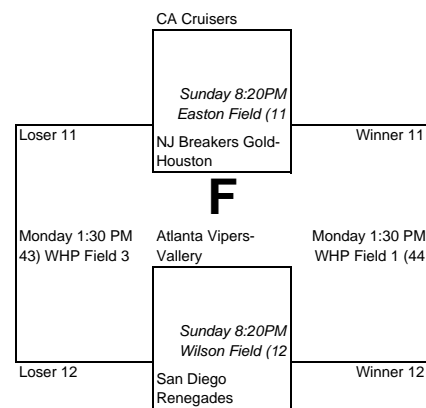 CA Cruisers
Sunday 8:20PM
Easton Field (11
Loser 11
Winner 11
NJ Breakers Gold-
Houston
F
Monday 1:30 PM
43) WHP Field 3
Atlanta Vipers-
Vallery
Monday 1:30 PM
WHP Field 1 (44
Sunday 8:20PM
Wilson Field (12
Loser 12
Winner 12
San Diego
Renegades